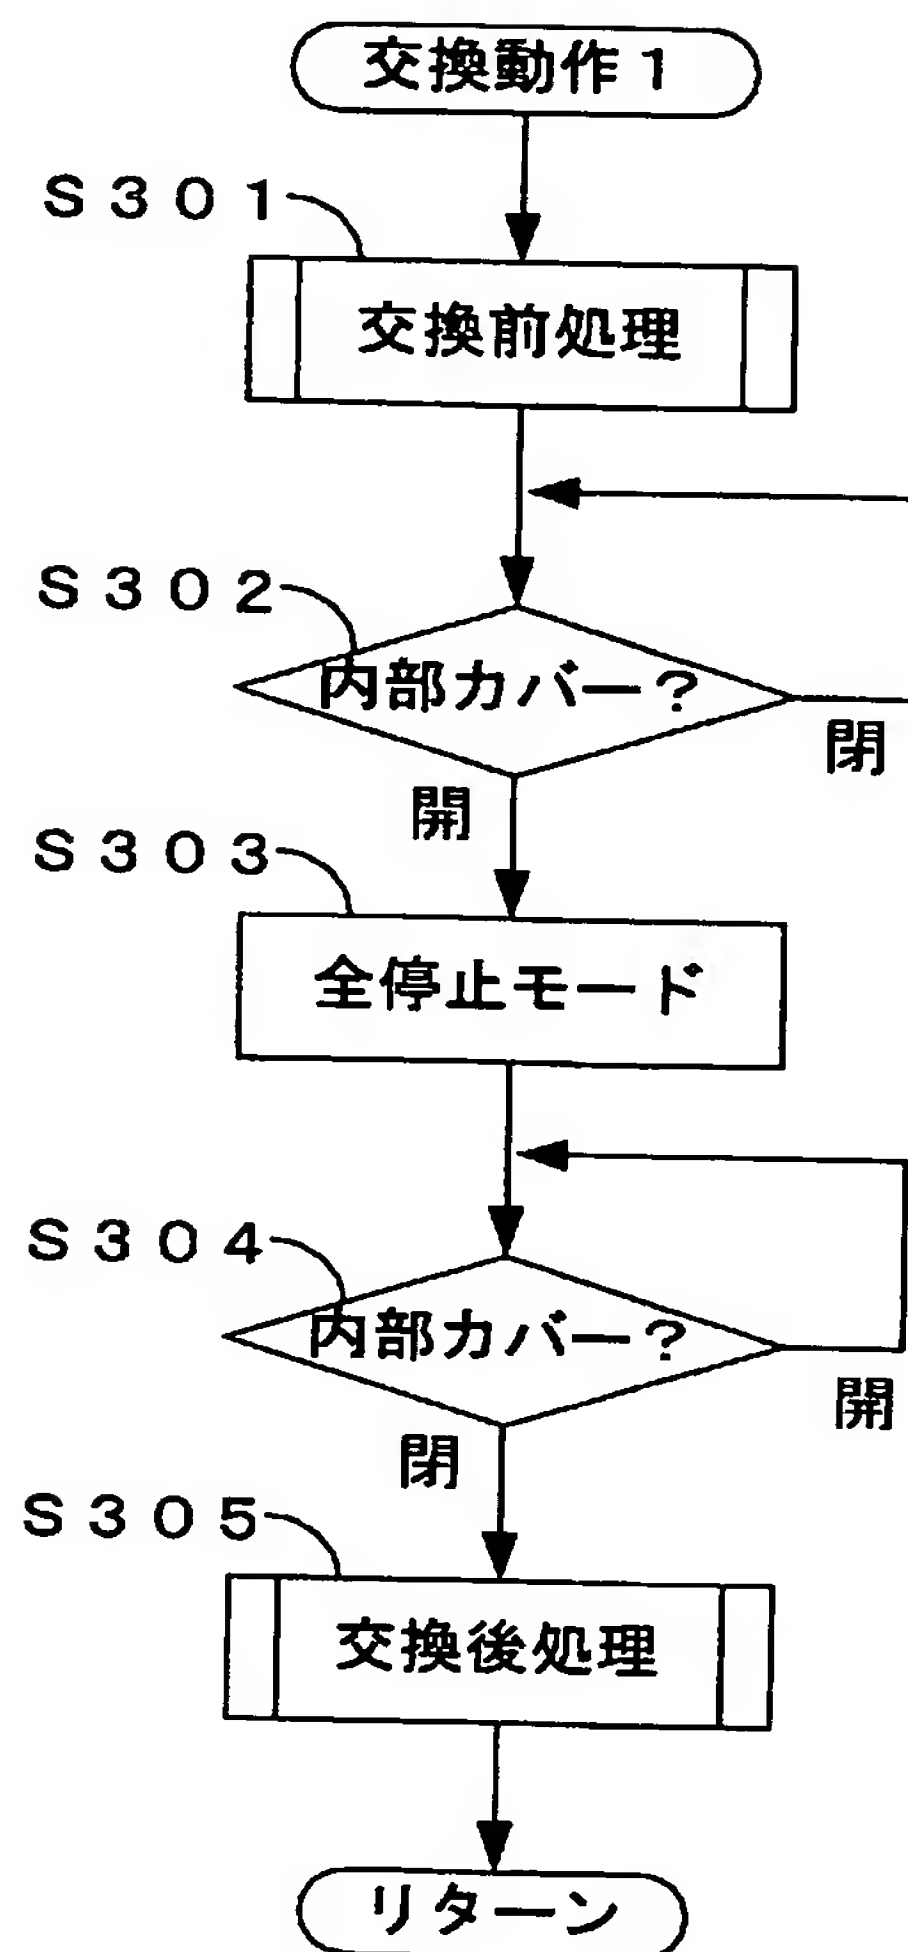 交換動作1
S301
交換前処理
S302
内部カバー?
閉
開
S303
全停止モード
S304
内部カバー?
開
閉
S305
交換後処理
リターン